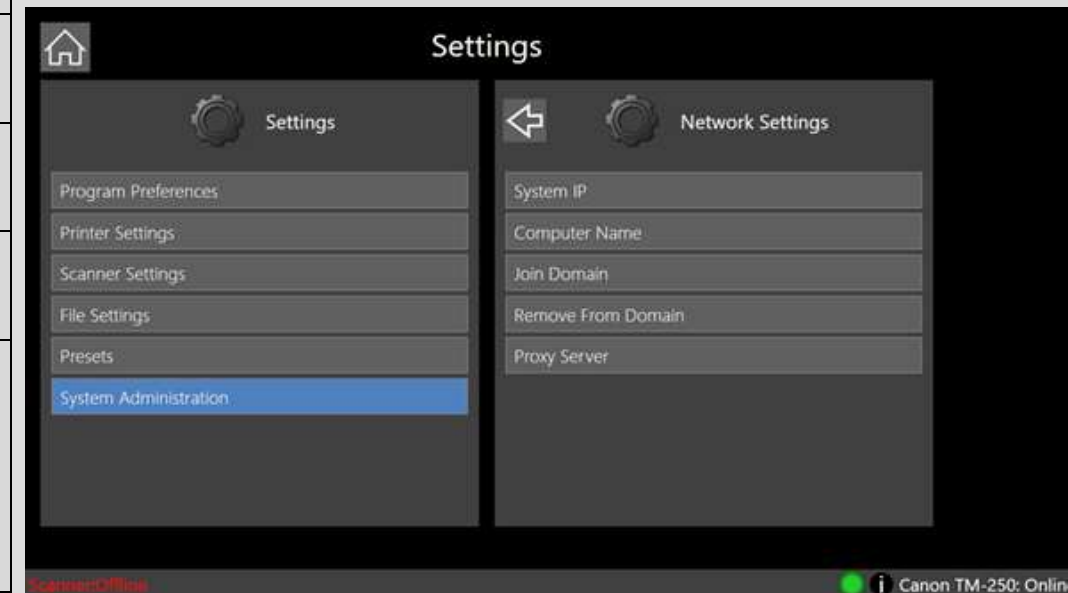 Settings
Settings
Program Preferences
Printer Settings
Scanner Settings
File Settings
Presets
System Administration
Network Settings
System IP
Computer Name
Join Domain
Remove From Domain
Proxy Server
Scanner:Offline
i Canon TM-250: Online